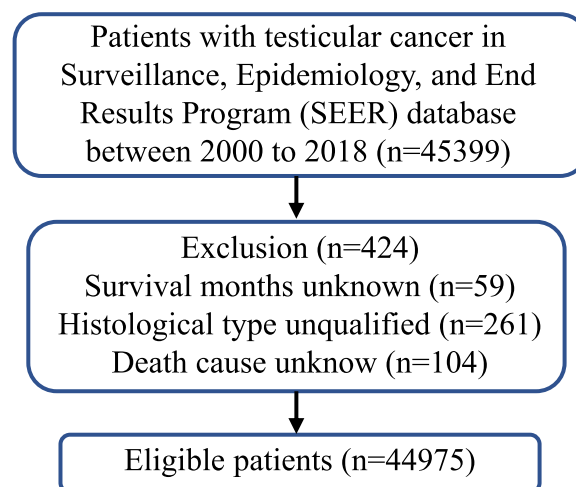 Patients with testicular cancer in
Surveillance, Epidemiology, and End
Results Program (SEER) database
between 2000 to 2018 (n=45399)
Exclusion (n=424)
Survival months unknown (n=59)
Histological type unqualified (n=261)
Death cause unknow (n=104)
Eligible patients (n=44975)